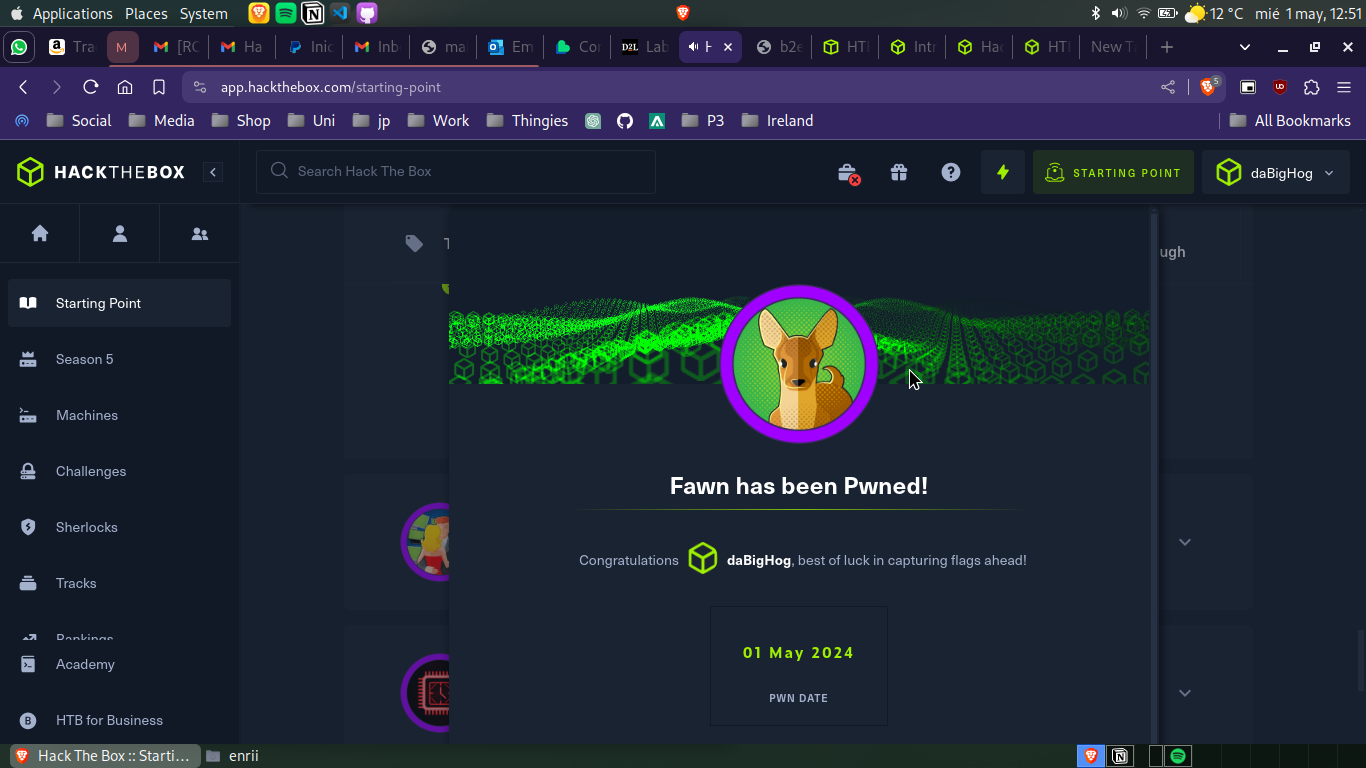 Applications Places System 12 °C mié 1 may, 12:51
Tra M [RC Ha Inic Inb ma Em Cor D2L Lab H b2e HTI Intr Hac HTI New T
app.hackthebox.com/starting-point 5
Social Media Shop Uni jp Work Thingies P3 Ireland All Bookmarks
HACKTHEBOX Search Hack The Box STARTING POINT daBigHog
T ugh
Starting Point
Season 5
Machines
Challenges
Sherlocks
Tracks
Rankings
Academy
HTB for Business
Fawn has been Pwned!
Congratulations daBigHog, best of luck in capturing flags ahead!
01 May 2024
PWN DATE
Hack The Box :: Starti... enrii